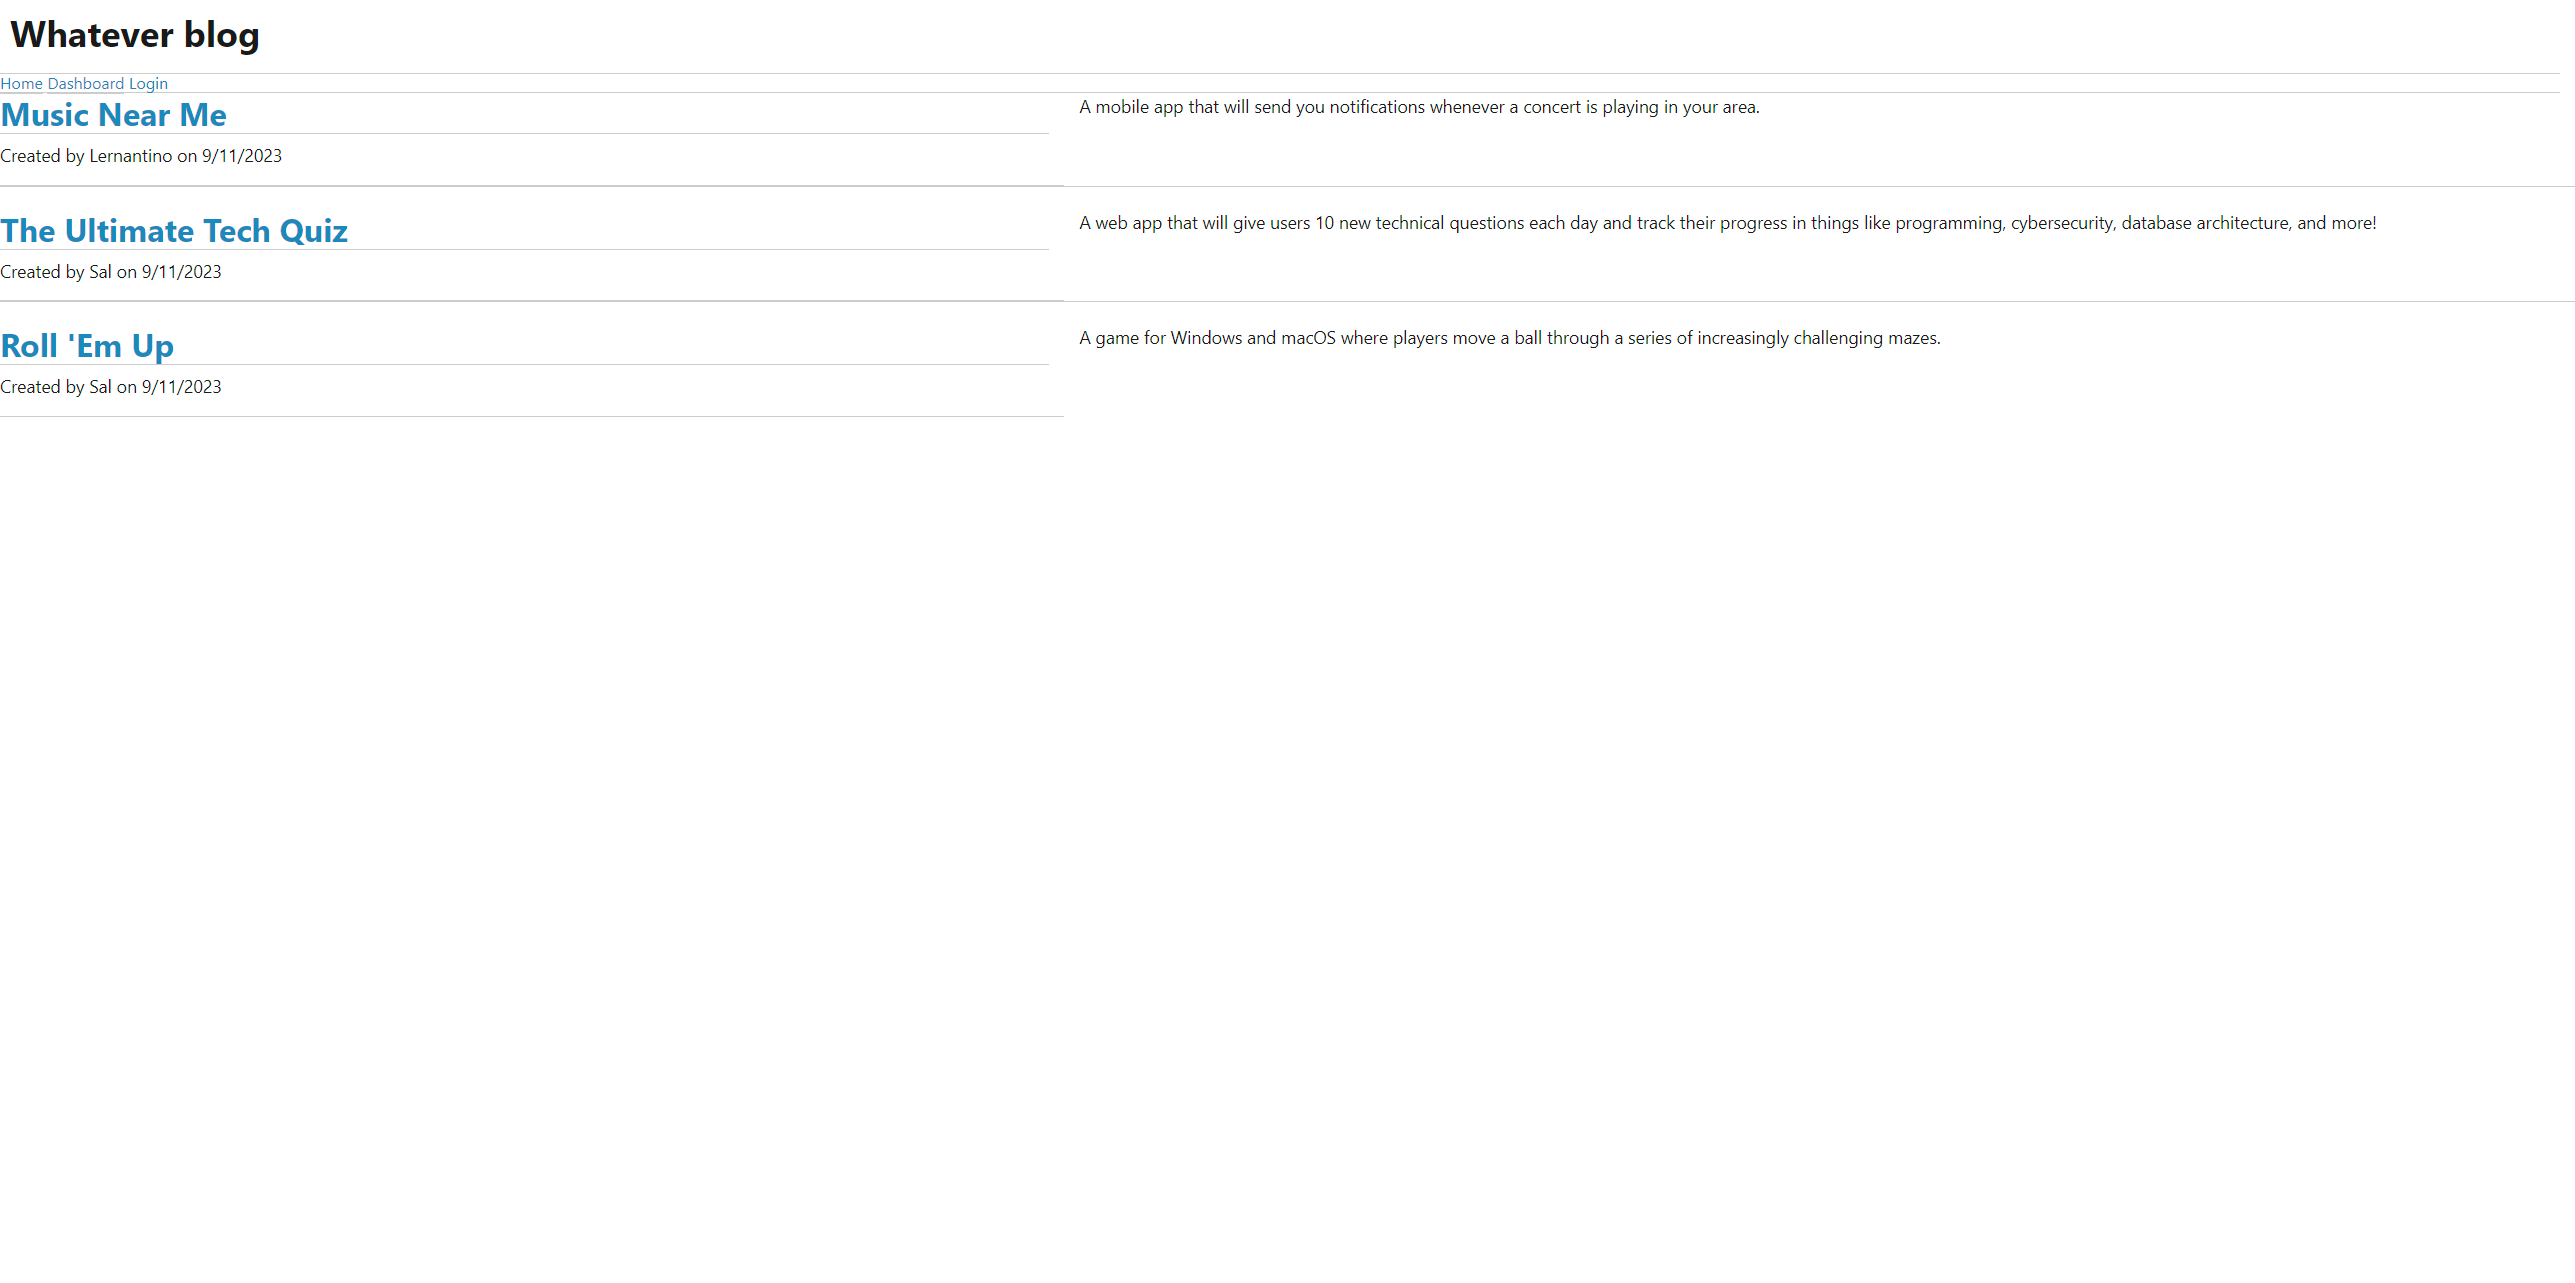 Whatever blog
Home Dashboard Login
Music Near Me
A mobile app that will send you notifications whenever a concert is playing in your area.
Created by Lernantino on 9/11/2023
The Ultimate Tech Quiz
A web app that will give users 10 new technical questions each day and track their progress in things like programming, cybersecurity, database architecture, and more!
Created by Sal on 9/11/2023
Roll 'Em Up
A game for Windows and macOS where players move a ball through a series of increasingly challenging mazes.
Created by Sal on 9/11/2023